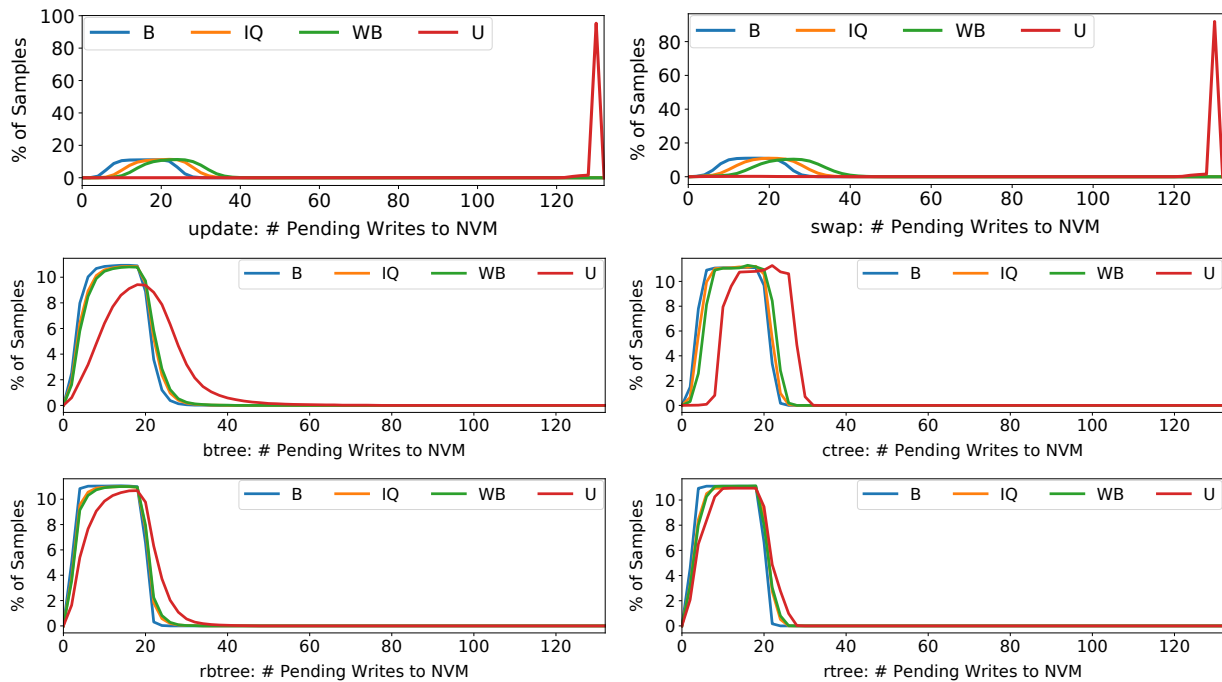 B IQ WB U
% of Samples
100
80
60
40
20
0
0 20 40 60 80 100 120
update: # Pending Writes to NVM
B IQ WB U
% of Samples
80
60
40
20
0
0 20 40 60 80 100 120
swap: # Pending Writes to NVM
B IQ WB U
% of Samples
10
8
6
4
2
0
0 20 40 60 80 100 120
btree: # Pending Writes to NVM
B IQ WB U
% of Samples
10
8
6
4
2
0
0 20 40 60 80 100 120
ctree: # Pending Writes to NVM
B IQ WB U
% of Samples
10
8
6
4
2
0
0 20 40 60 80 100 120
rbtree: # Pending Writes to NVM
B IQ WB U
% of Samples
10
8
6
4
2
0
0 20 40 60 80 100 120
rtree: # Pending Writes to NVM